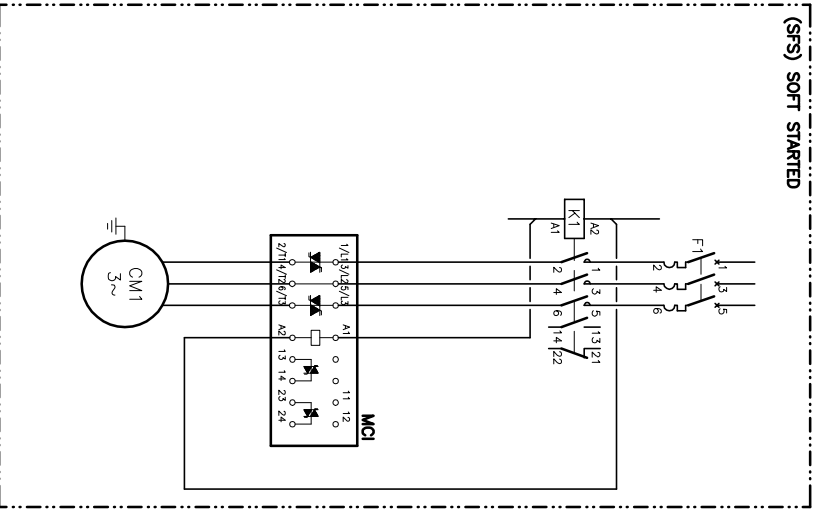 (SFS) SOFT STARTED
F1
1 3 5
2 4 6
K1
A2
A1
1 3 5 13 21
2 4 6 14 22
MCI
1/L1 3/L2 5/L3 A1 11 12
2/T1 4/T2 6/T3 A2 13 14 23 24
CM1
3~